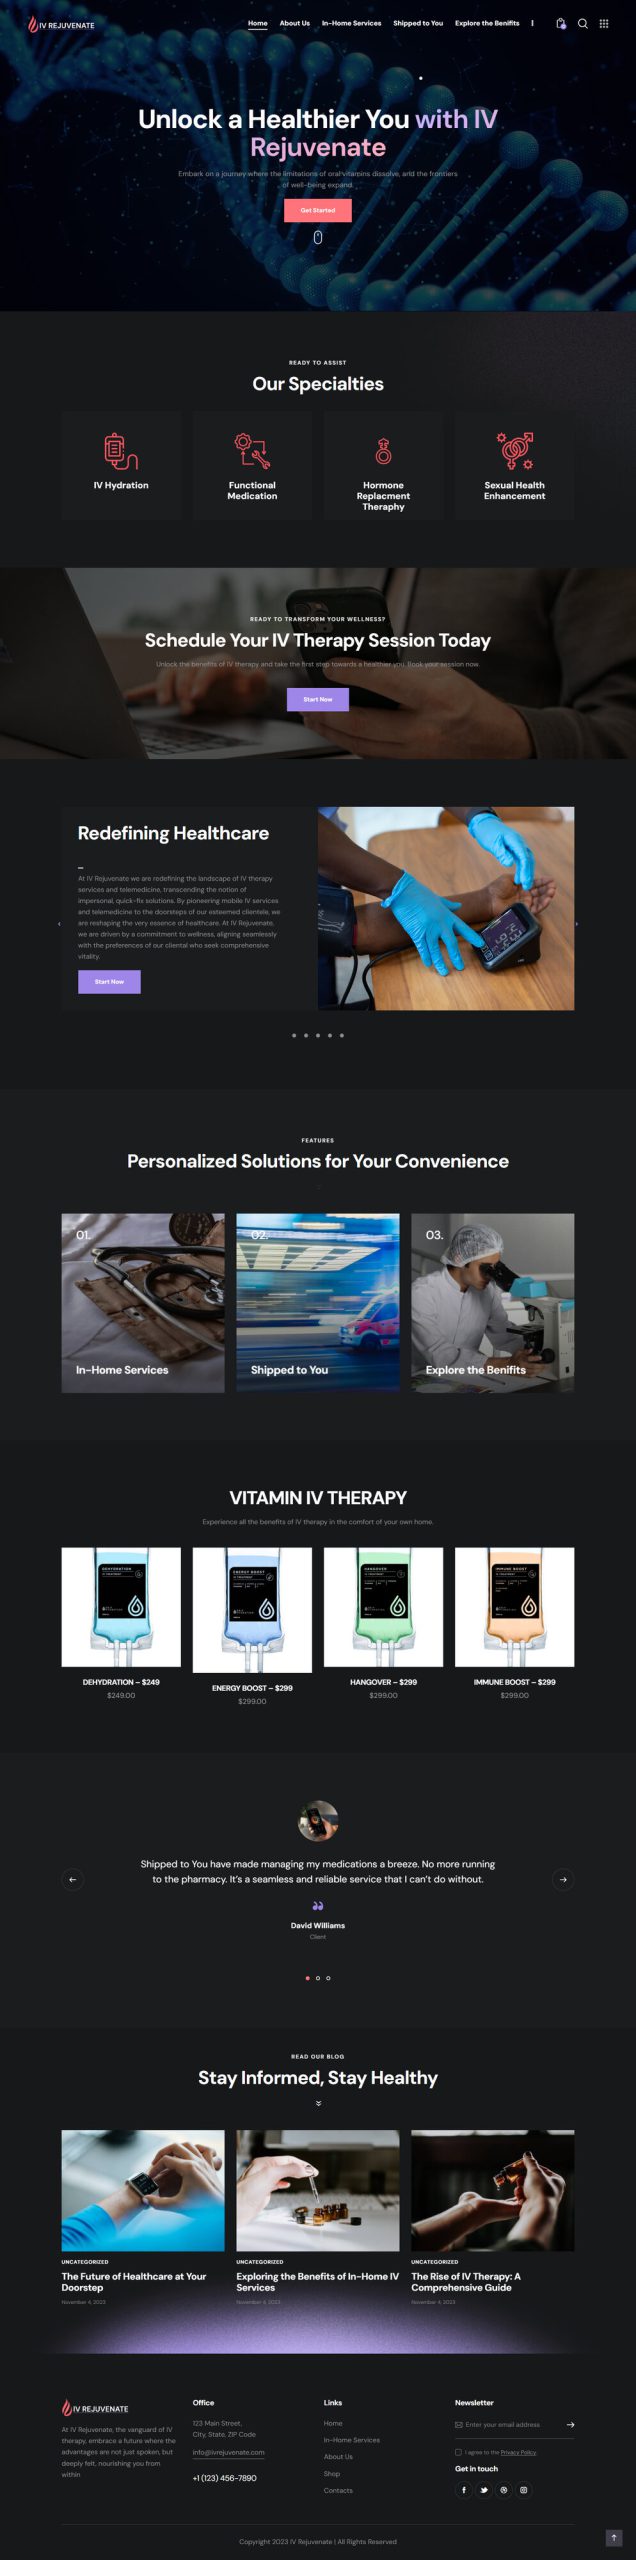 IV REJUVENATE
Home About Us In-Home Services Shipped to You Explore the Benifits
Unlock a Healthier You with IV
Rejuvenate
Embark on a journey where the limitations of oral vitamins dissolve, and the frontiers
of well-being expand.
Get Started
READY TO ASSIST
Our Specialties
IV Hydration
Functional
Medication
Hormone
Replacment
Theraphy
Sexual Health
Enhancement
READY TO TRANSFORM YOUR WELLNESS?
Schedule Your IV Therapy Session Today
Unlock the benefits of IV therapy and take the first step towards a healthier you. Book your session now.
Start Now
Redefining Healthcare
At IV Rejuvenate we are redefining the landscape of IV therapy
services and telemedicine, transcending the notion of
impersonal, quick-fix solutions. By pioneering mobile IV services
and telemedicine to the doorsteps of our esteemed clientele, we
are reshaping the very essence of healthcare. At IV Rejuvenate,
we are driven by a commitment to wellness, aligning seamlessly
with the preferences of our cliental who seek comprehensive
vitality.
Start Now
FEATURES
Personalized Solutions for Your Convenience
01.
In-Home Services
02.
Shipped to You
03.
Explore the Benifits
VITAMIN IV THERAPY
Experience all the benefits of IV therapy in the comfort of your own home.
DEHYDRATION
IV TREATMENT
ENERGY BOOST
IV TREATMENT
HANGOVER
IV TREATMENT
IMMUNE BOOST
IV TREATMENT
DEHYDRATION – $249
$249.00
ENERGY BOOST – $299
$299.00
HANGOVER – $299
$299.00
IMMUNE BOOST – $299
$299.00
Shipped to You have made managing my medications a breeze. No more running
to the pharmacy. It's a seamless and reliable service that I can't do without.
David Williams
Client
READ OUR BLOG
Stay Informed, Stay Healthy
UNCATEGORIZED
The Future of Healthcare at Your
Doorstep
November 4, 2023
UNCATEGORIZED
Exploring the Benefits of In-Home IV
Services
November 4, 2023
UNCATEGORIZED
The Rise of IV Therapy: A
Comprehensive Guide
November 4, 2023
IV REJUVENATE
At IV Rejuvenate, the vanguard of IV
therapy, embrace a future where the
advantages are not just spoken, but
deeply felt, nourishing you from
within
Office
123 Main Street,
City, State, ZIP Code
info@ivrejuvenate.com
+1 (123) 456-7890
Links
Home
In-Home Services
About Us
Shop
Contacts
Newsletter
Enter your email address
I agree to the Privacy Policy.
Get in touch
Copyright 2023 IV Rejuvenate | All Rights Reserved